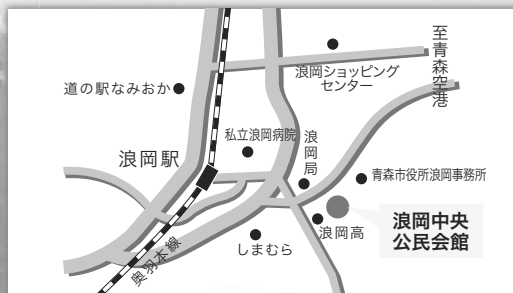 至青森空港
浪岡ショッピング
センター
道の駅なみおか
私立浪岡病院
浪岡局
浪岡駅
青森市役所浪岡事務所
浪岡中央
公民会館
浪岡高
しまむら
奥羽本線